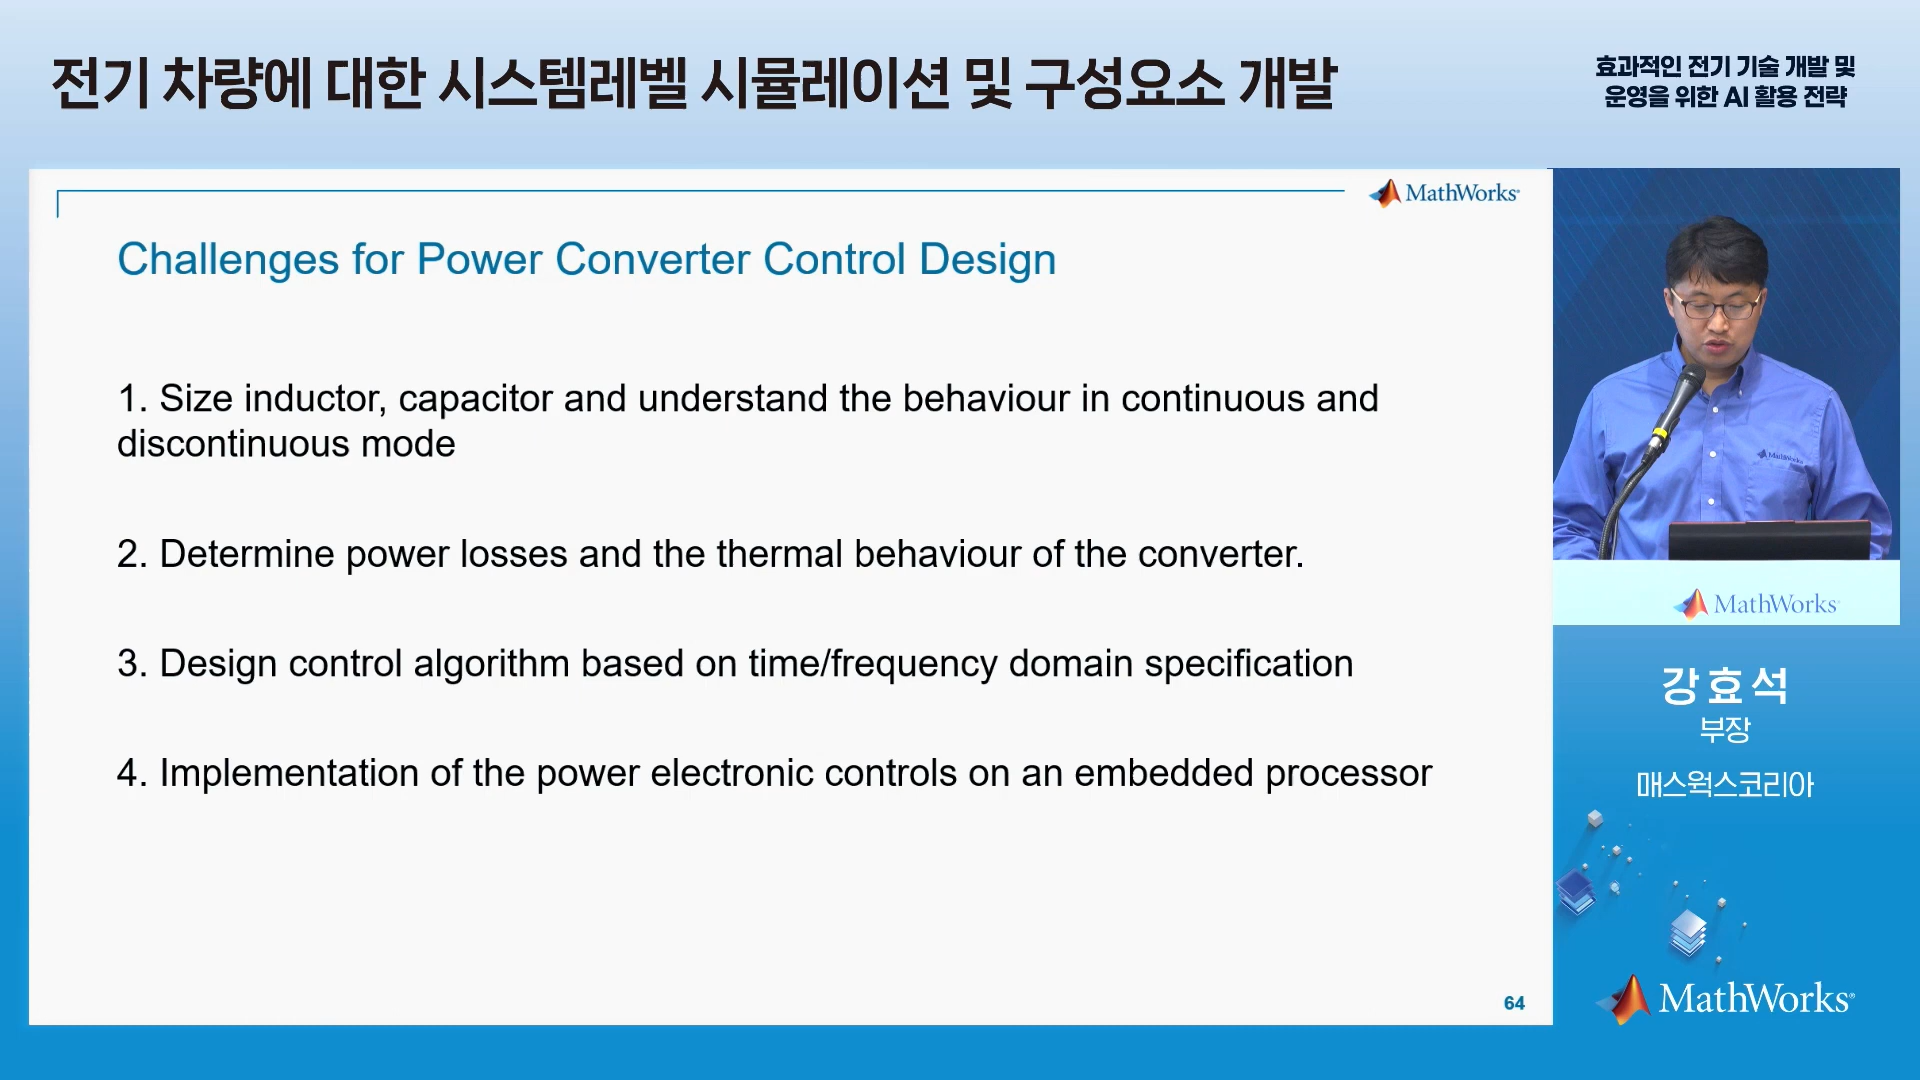 전기 차량에 대한 시스템레벨 시뮬레이션 및 구성요소 개발
효과적인 전기 기술 개발 및
운영을 위한 AI 활용 전략
MathWorks
Challenges for Power Converter Control Design
1. Size inductor, capacitor and understand the behaviour in continuous and
discontinuous mode
2. Determine power losses and the thermal behaviour of the converter.
3. Design control algorithm based on time/frequency domain specification
4. Implementation of the power electronic controls on an embedded processor
64
MathWorks
MathWorks
강효석
부장
매스웍스코리아
MathWorks